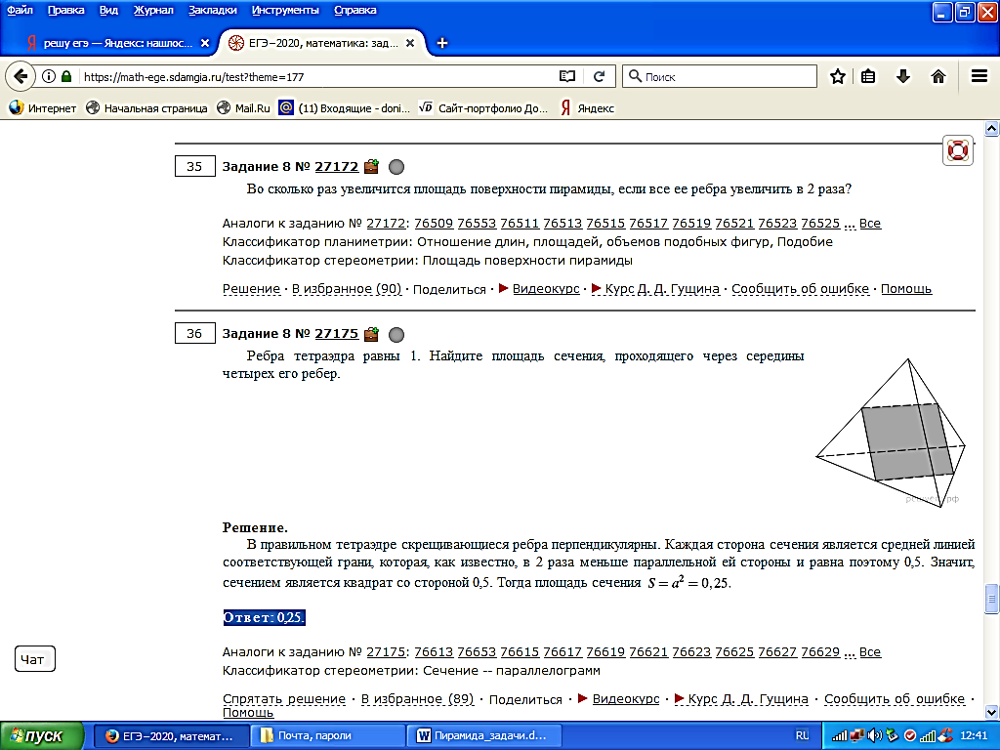 Файл Правка Вид Журнал Закладки Инструменты Справка
решу егэ — Яндекс: нашлос... × ЕГЭ−2020, математика: зад... × +
https://math-ege.sdamgia.ru/test?theme=177 Поиск
Интернет Начальная страница Mail.Ru (11) Входящие - doni... Сайт-портфолио До... Яндекс
35 Задание 8 № 27172
Во сколько раз увеличится площадь поверхности пирамиды, если все ее ребра увеличить в 2 раза?
Аналоги к заданию № 27172: 76509 76553 76511 76513 76515 76517 76519 76521 76523 76525 ... Все
Классификатор планиметрии: Отношение длин, площадей, объемов подобных фигур, Подобие
Классификатор стереометрии: Площадь поверхности пирамиды
Решение · В избранное (90) · Поделиться · Видеокурс · Курс Д. Д. Гущина · Сообщить об ошибке · Помощь
36 Задание 8 № 27175
Ребра тетраэдра равны 1. Найдите площадь сечения, проходящего через середины
четырех его ребер.
Решение.
В правильном тетраэдре скрещивающиеся ребра перпендикулярны. Каждая сторона сечения является средней линией
соответствующей грани, которая, как известно, в 2 раза меньше параллельной ей стороны и равна поэтому 0,5. Значит,
сечением является квадрат со стороной 0,5. Тогда площадь сечения S = a² = 0,25.
Ответ: 0,25.
Аналоги к заданию № 27175: 76613 76653 76615 76617 76619 76621 76623 76625 76627 76629 ... Все
Классификатор стереометрии: Сечение -- параллелограмм
Чат
Спрятать решение · В избранное (89) · Поделиться · Видеокурс · Курс Д. Д. Гущина · Сообщить об ошибке ·
Помощь
пуск ЕГЭ−2020, математ... Почта, пароли Пирамида_задачи.d... RU 12:41